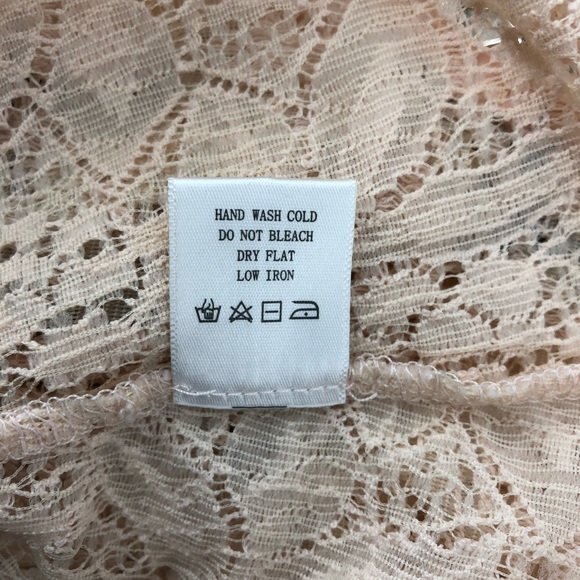 HAND WASH COLD
DO NOT BLEACH
DRY FLAT
LOW IRON